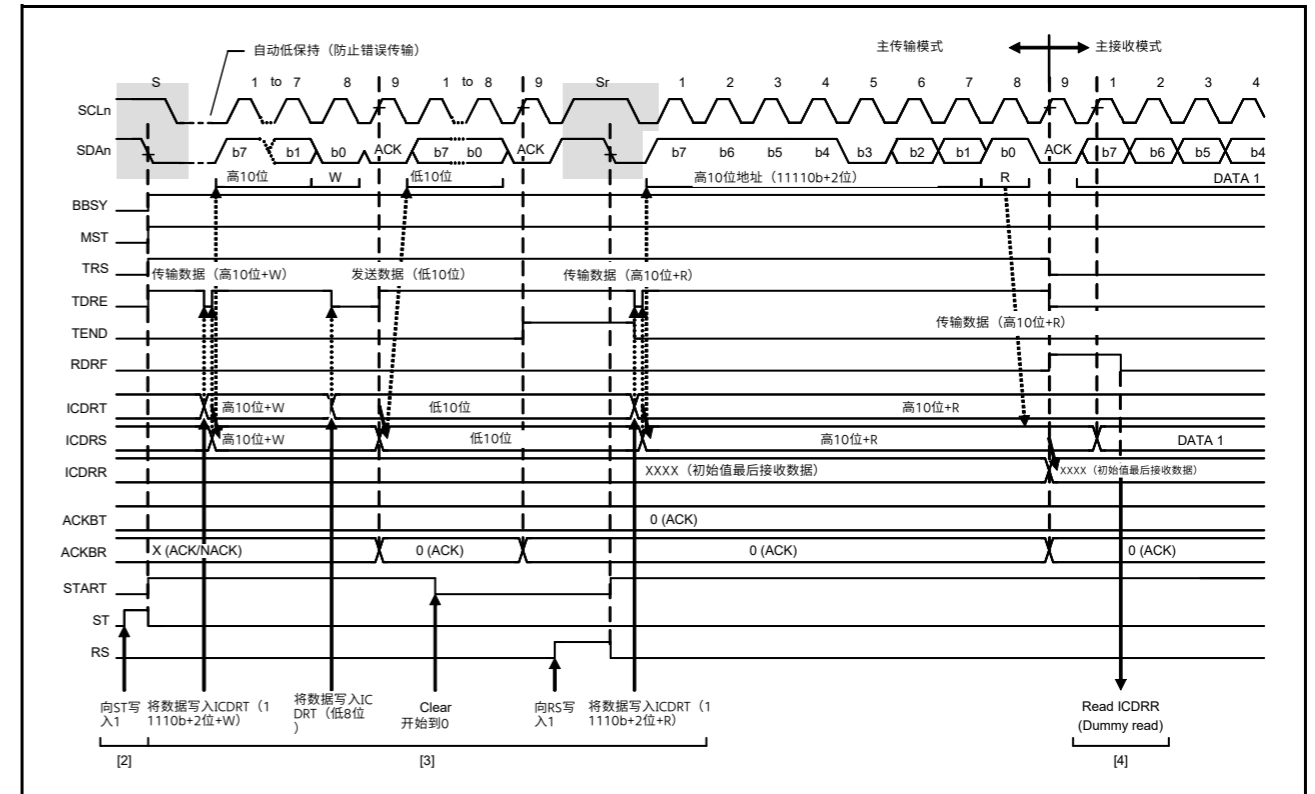 自动低保持（防止错误传输）
主传输模式
主接收模式
S
1 to 7
8
9
1 to 8
9
Sr
1 2 3 4 5 6 7 8 9 1 2 3 4
SCLn
SDAn
b7 b1 b0 ACK b7 b0 ACK b7 b6 b5 b4 b3 b2 b1 b0 ACK b7 b6 b5 b4
高10位
W
低10位
高10位地址（11110b+2位）
R
DATA 1
BBSY
MST
TRS
传输数据（高10位+W）
发送数据（低10位）
传输数据（高10位+R）
TDRE
TEND
传输数据（高10位+R）
RDRF
ICDRT
高10位+W
低10位
高10位+R
ICDRS
高10位+W
低10位
高10位+R
DATA 1
ICDRR
XXXX（初始值最后接收数据）
XXXX（初始值最后接收数据）
ACKBT
0 (ACK)
ACKBR
X (ACK/NACK)
0 (ACK)
0 (ACK)
0 (ACK)
START
ST
RS
向ST写
入1
将数据写入ICDRT（1
1110b+2位+W）
将数据写入IC
DRT（低8位
）
Clear
开始到0
向RS写
入1
将数据写入ICDRT（1
1110b+2位+R）
Read ICDRR
(Dummy read)
[2]
[3]
[4]